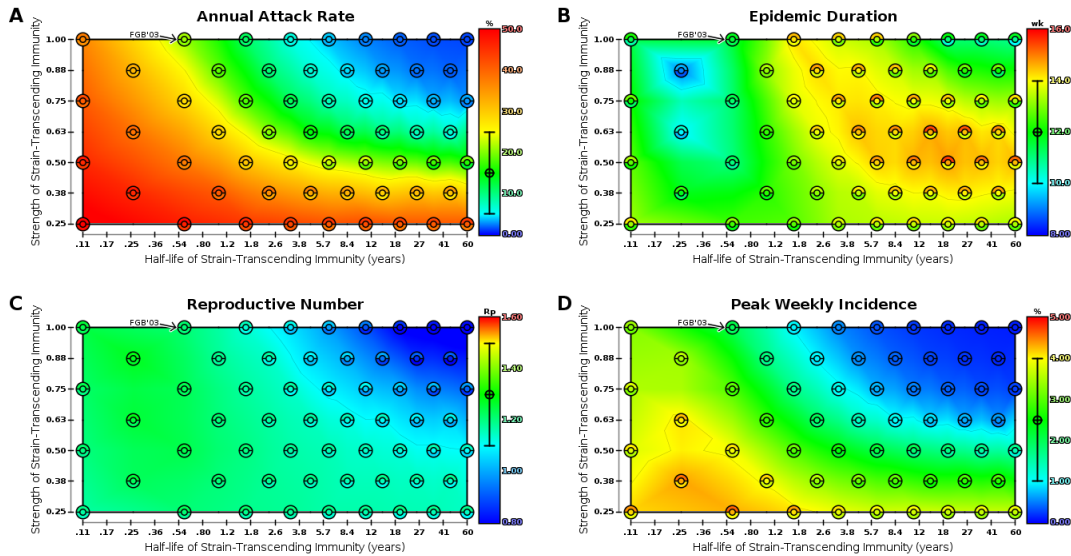 A
Annual Attack Rate
%
50.0
40.0
30.0
20.0
10.0
0.00
FGB'03
Strength of Strain-Transcending Immunity
1.00
0.88
0.75
0.63
0.50
0.38
0.25
.11 .17 .25 .36 .54 .80 1.2 1.8 2.6 3.8 5.7 8.4 12 18 27 41 60
Half-life of Strain-Transcending Immunity (years)
B
Epidemic Duration
wk
16.0
14.0
12.0
10.0
8.00
FGB'03
Strength of Strain-Transcending Immunity
1.00
0.88
0.75
0.63
0.50
0.38
0.25
.11 .17 .25 .36 .54 .80 1.2 1.8 2.6 3.8 5.7 8.4 12 18 27 41 60
Half-life of Strain-Transcending Immunity (years)
C
Reproductive Number
Rp
1.60
1.40
1.20
1.00
0.80
FGB'03
Strength of Strain-Transcending Immunity
1.00
0.88
0.75
0.63
0.50
0.38
0.25
.11 .17 .25 .36 .54 .80 1.2 1.8 2.6 3.8 5.7 8.4 12 18 27 41 60
Half-life of Strain-Transcending Immunity (years)
D
Peak Weekly Incidence
%
5.00
4.00
3.00
2.00
1.00
0.00
FGB'03
Strength of Strain-Transcending Immunity
1.00
0.88
0.75
0.63
0.50
0.38
0.25
.11 .17 .25 .36 .54 .80 1.2 1.8 2.6 3.8 5.7 8.4 12 18 27 41 60
Half-life of Strain-Transcending Immunity (years)